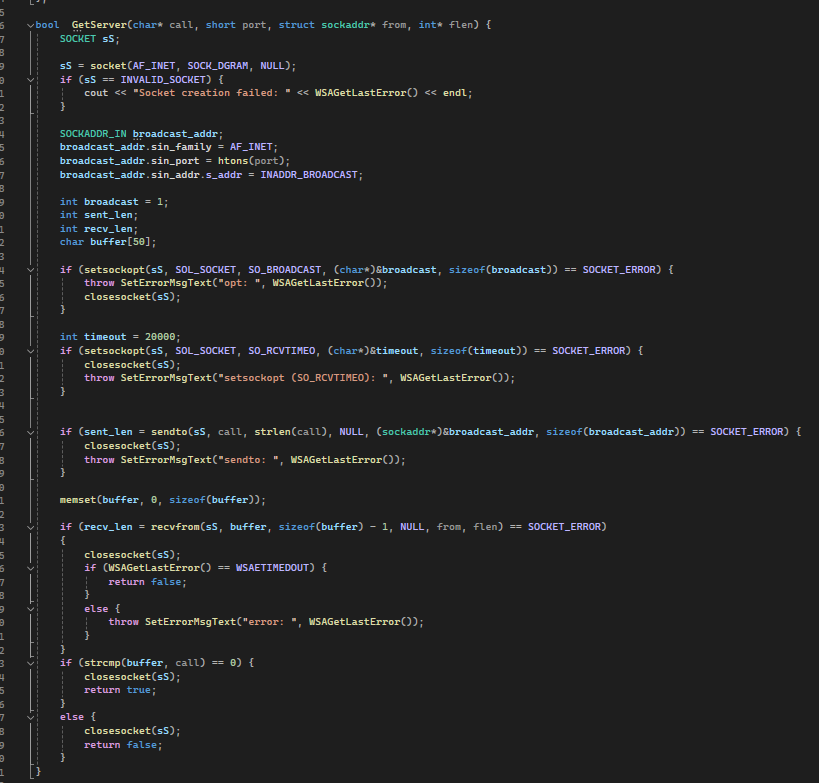 bool  GetServer(char* call, short port, struct sockaddr* from, int* flen) {
SOCKET sS;
sS = socket(AF_INET, SOCK_DGRAM, NULL);
if (sS == INVALID_SOCKET) {
cout << "Socket creation failed: " << WSAGetLastError() << endl;
}
SOCKADDR_IN broadcast_addr;
broadcast_addr.sin_family = AF_INET;
broadcast_addr.sin_port = htons(port);
broadcast_addr.sin_addr.s_addr = INADDR_BROADCAST;
int broadcast = 1;
int sent_len;
int recv_len;
char buffer[50];
if (setsockopt(sS, SOL_SOCKET, SO_BROADCAST, (char*)&broadcast, sizeof(broadcast)) == SOCKET_ERROR) {
throw SetErrorMsgText("opt: ", WSAGetLastError());
closesocket(sS);
}
int timeout = 20000;
if (setsockopt(sS, SOL_SOCKET, SO_RCVTIMEO, (char*)&timeout, sizeof(timeout)) == SOCKET_ERROR) {
closesocket(sS);
throw SetErrorMsgText("setsockopt (SO_RCVTIMEO): ", WSAGetLastError());
}
if (sent_len = sendto(sS, call, strlen(call), NULL, (sockaddr*)&broadcast_addr, sizeof(broadcast_addr)) == SOCKET_ERROR) {
closesocket(sS);
throw SetErrorMsgText("sendto: ", WSAGetLastError());
}
memset(buffer, 0, sizeof(buffer));
if (recv_len = recvfrom(sS, buffer, sizeof(buffer) - 1, NULL, from, flen) == SOCKET_ERROR)
{
closesocket(sS);
if (WSAGetLastError() == WSAETIMEDOUT) {
return false;
}
else {
throw SetErrorMsgText("error: ", WSAGetLastError());
}
}
if (strcmp(buffer, call) == 0) {
closesocket(sS);
return true;
}
else {
closesocket(sS);
return false;
}
}